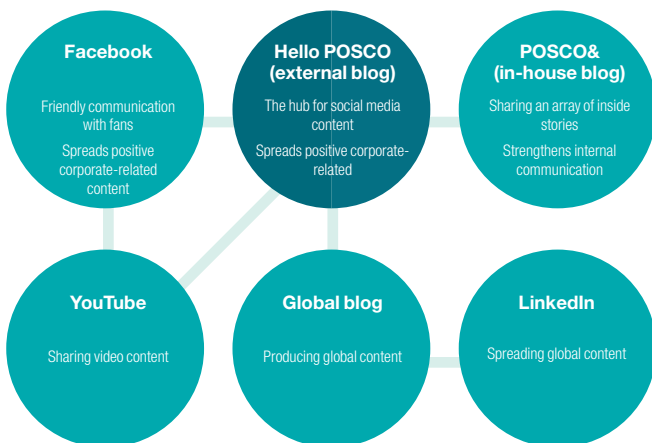 Facebook
Friendly communication
with fans
Spreads positive
corporate-related
content
Hello POSCO
(external blog)
The hub for social media
content
Spreads positive corporate-
related
POSCO&
(in-house blog)
Sharing an array of inside
stories
Strengthens internal
communication
YouTube
Sharing video content
Global blog
Producing global content
LinkedIn
Spreading global content